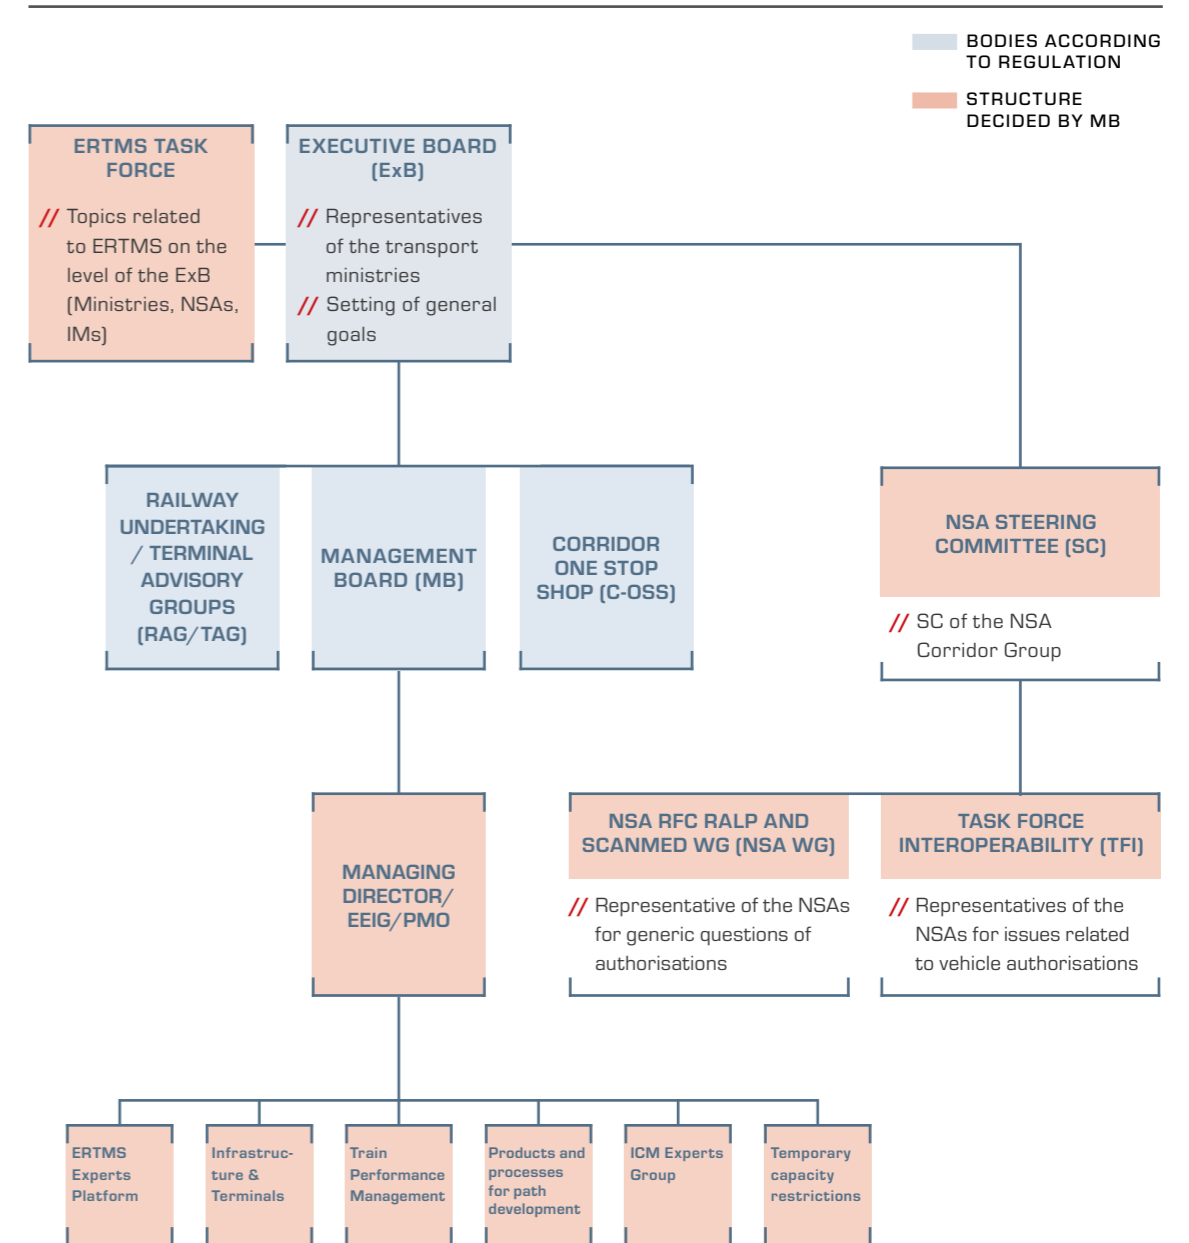 BODIES ACCORDING
TO REGULATION
STRUCTURE
DECIDED BY MB
ERTMS TASK
FORCE
// Topics related
to ERTMS on the
level of the ExB
(Ministries, NSAs,
IMs)
EXECUTIVE BOARD
(ExB)
// Representatives
of the transport
ministries
// Setting of general
goals
RAILWAY
UNDERTAKING
/ TERMINAL
ADVISORY
GROUPS
(RAG/TAG)
MANAGEMENT
BOARD (MB)
CORRIDOR
ONE STOP
SHOP (C-OSS)
NSA STEERING
COMMITTEE (SC)
// SC of the NSA
Corridor Group
MANAGING
DIRECTOR/
EEIG/PMO
NSA RFC RALP AND
SCANMED WG (NSA WG)
// Representative of the NSAs
for generic questions of
authorisations
TASK FORCE
INTEROPERABILITY (TFI)
// Representatives of the
NSAs for issues related
to vehicle authorisations
ERTMS
Experts
Platform
Infrastruc-
ture &
Terminals
Train
Performance
Management
Products and
processes
for path
development
ICM Experts
Group
Temporary
capacity
restrictions